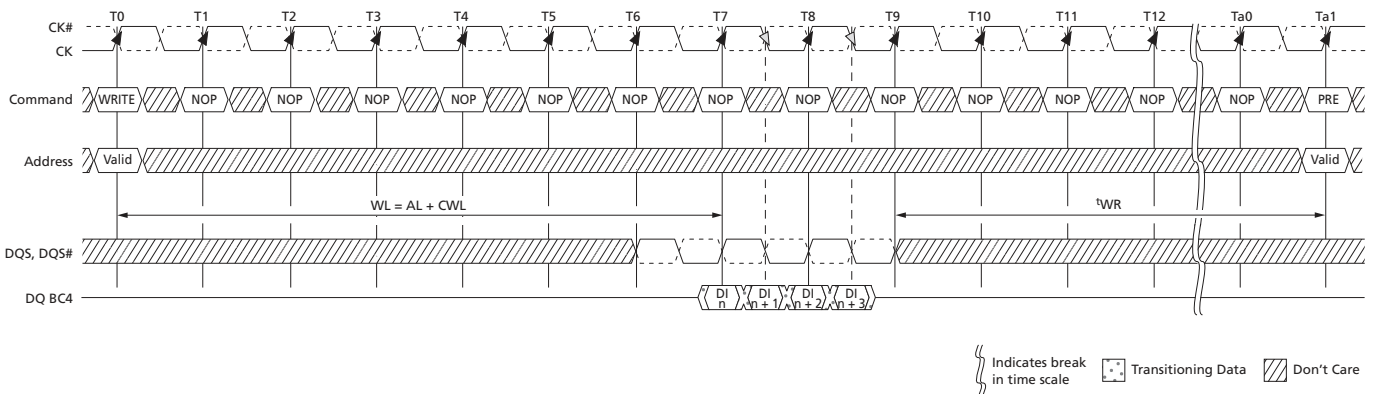 T0 T1 T2 T3 T4 T5 T6 T7 T8 T9 T10 T11 T12 Ta0 Ta1
CK#
CK
Command WRITE NOP NOP NOP NOP NOP NOP NOP NOP NOP NOP NOP NOP NOP PRE
Address Valid Valid
WL = AL + CWL tWR
DQS, DQS#
DQ BC4 DI DI DI DI
n n + 1 n + 2 n + 3
Indicates break
in time scale
Transitioning Data
Don’t Care